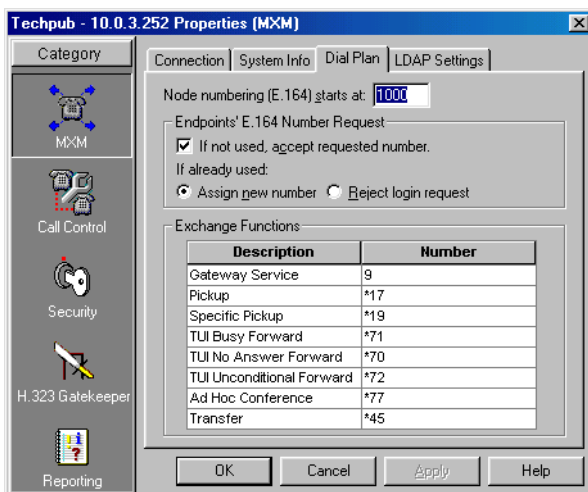 Techpub - 10.0.3.252 Properties (MXM)
Category
MXM
Call Control
Security
H.323 Gatekeeper
Reporting
Connection System Info Dial Plan LDAP Settings
Node numbering (E.164) starts at: 1000
Endpoints' E.164 Number Request
If not used, accept requested number.
If already used:
Assign new number Reject login request
Exchange Functions
Description Number
Gateway Service 9
Pickup *17
Specific Pickup *19
TUI Busy Forward *71
TUI No Answer Forward *70
TUI Unconditional Forward *72
Ad Hoc Conference *77
Transfer *45
OK Cancel Apply Help